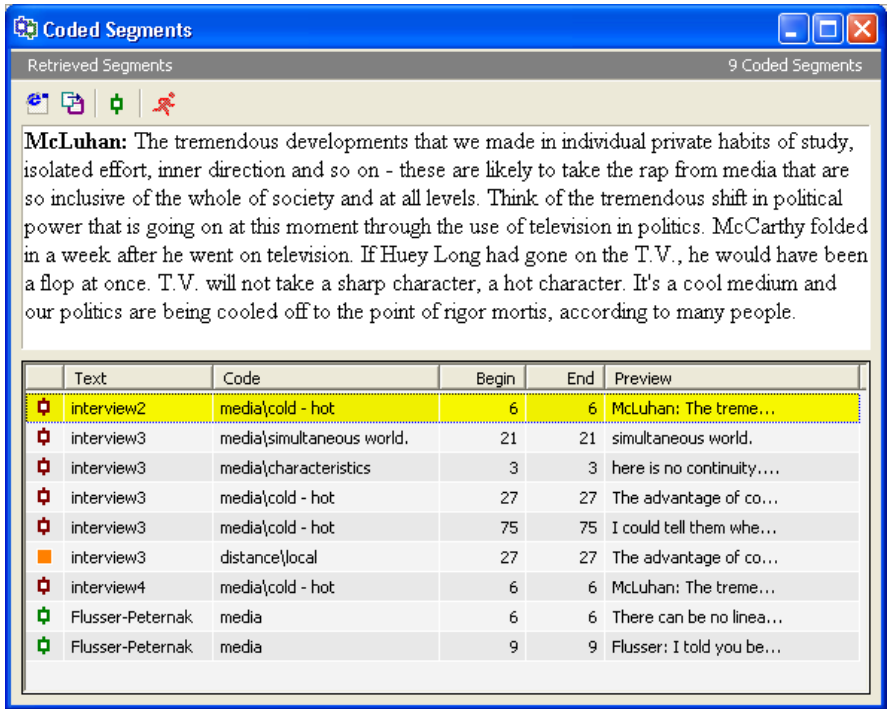 Coded Segments
Retrieved Segments 9 Coded Segments
McLuhan: The tremendous developments that we made in individual private habits of study,
isolated effort, inner direction and so on - these are likely to take the rap from media that are
so inclusive of the whole of society and at all levels. Think of the tremendous shift in political
power that is going on at this moment through the use of television in politics. McCarthy folded
in a week after he went on television. If Huey Long had gone on the T.V., he would have been
a flop at once. T.V. will not take a sharp character, a hot character. It's a cool medium and
our politics are being cooled off to the point of rigor mortis, according to many people.
Text Code Begin End Preview
interview2 media\cold - hot 6 6 McLuhan: The treme...
interview3 media\simultaneous world. 21 21 simultaneous world.
interview3 media\characteristics 3 3 here is no continuity....
interview3 media\cold - hot 27 27 The advantage of co...
interview3 media\cold - hot 75 75 I could tell them whe...
interview3 distance\local 27 27 The advantage of co...
interview4 media\cold - hot 6 6 McLuhan: The treme...
Flusser-Peternak media 6 6 There can be no linea...
Flusser-Peternak media 9 9 Flusser: I told you be...